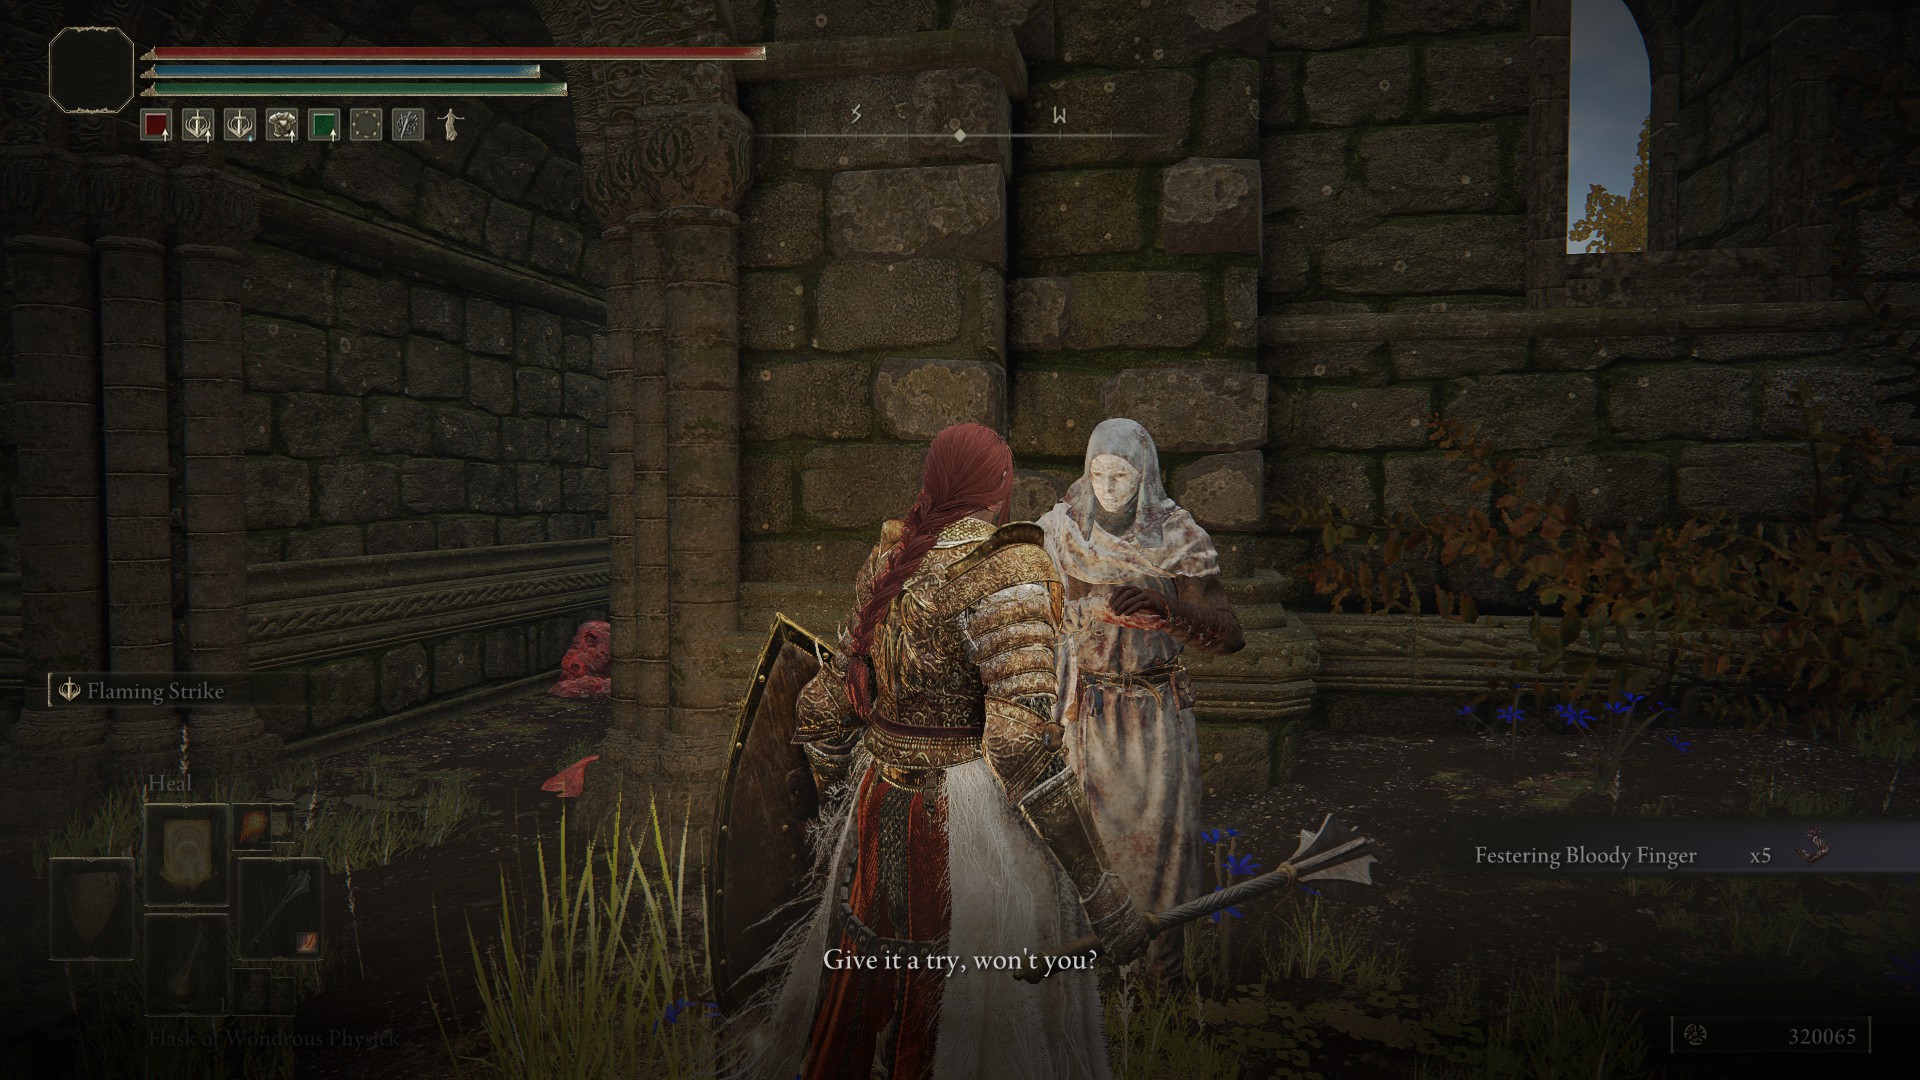 S W
Flaming Strike
Heal
Festering Bloody Finger x5
Give it a try, won't you?
Flask of Wondrous Physick
320065